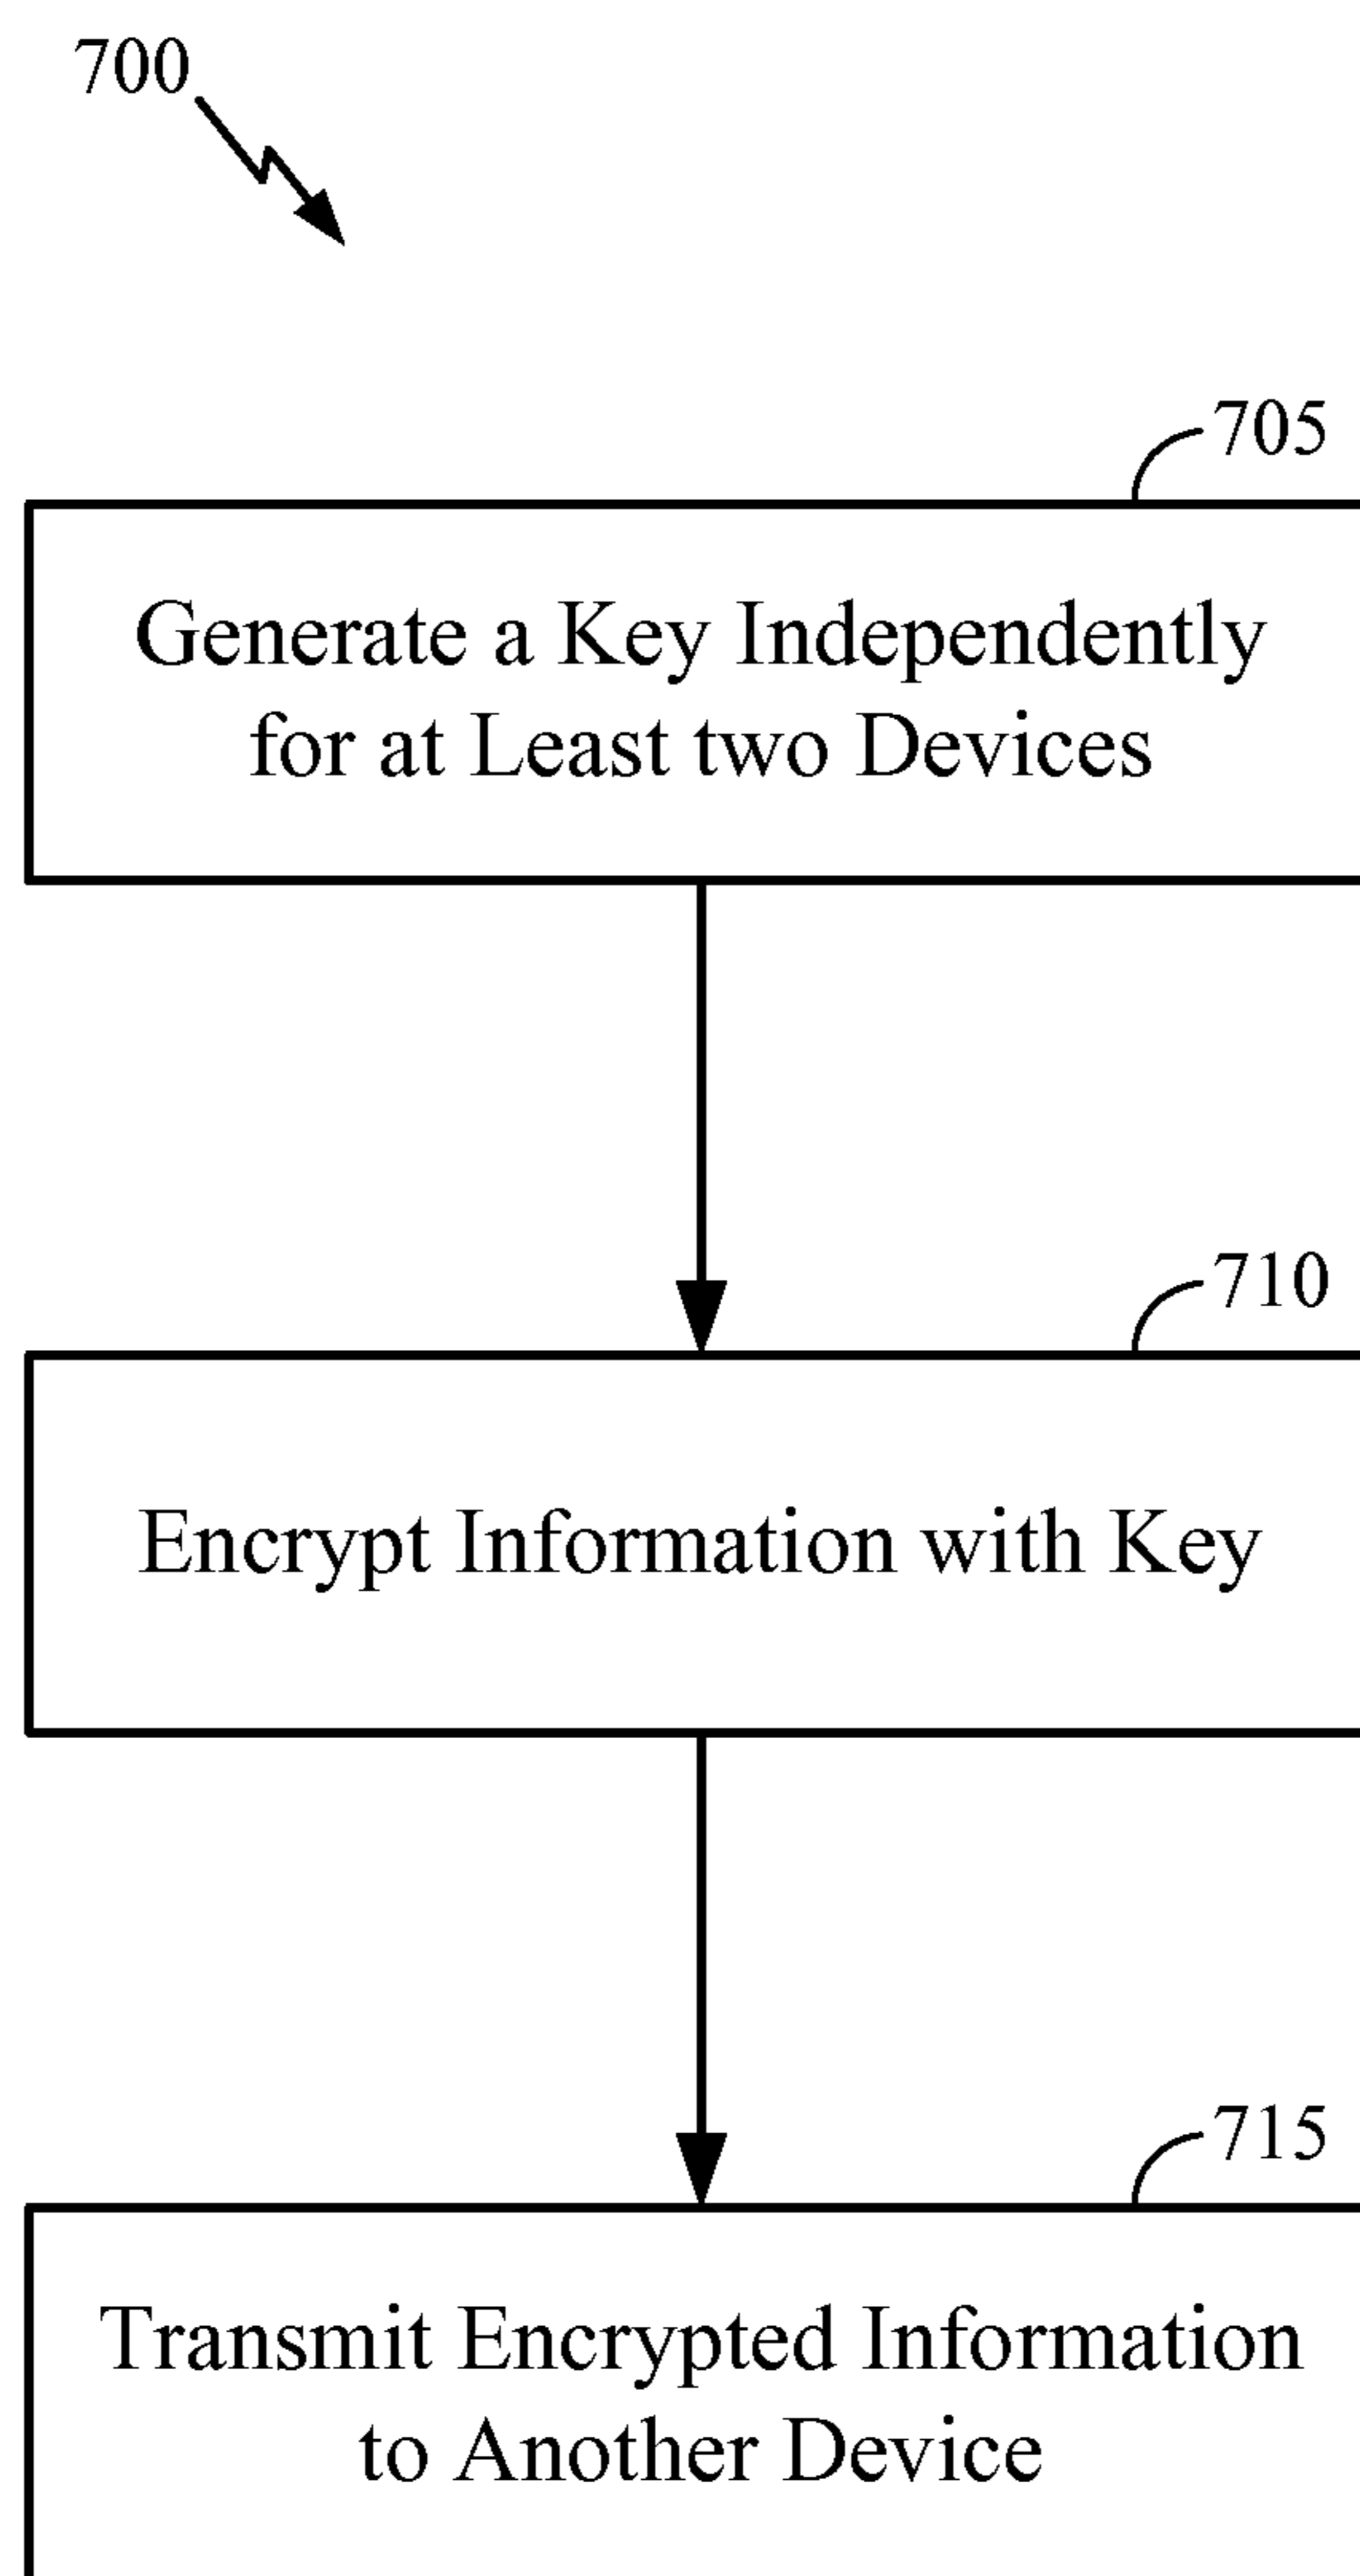 700
705
Generate a Key Independently
for at Least two Devices
710
Encrypt Information with Key
715
Transmit Encrypted Information
to Another Device